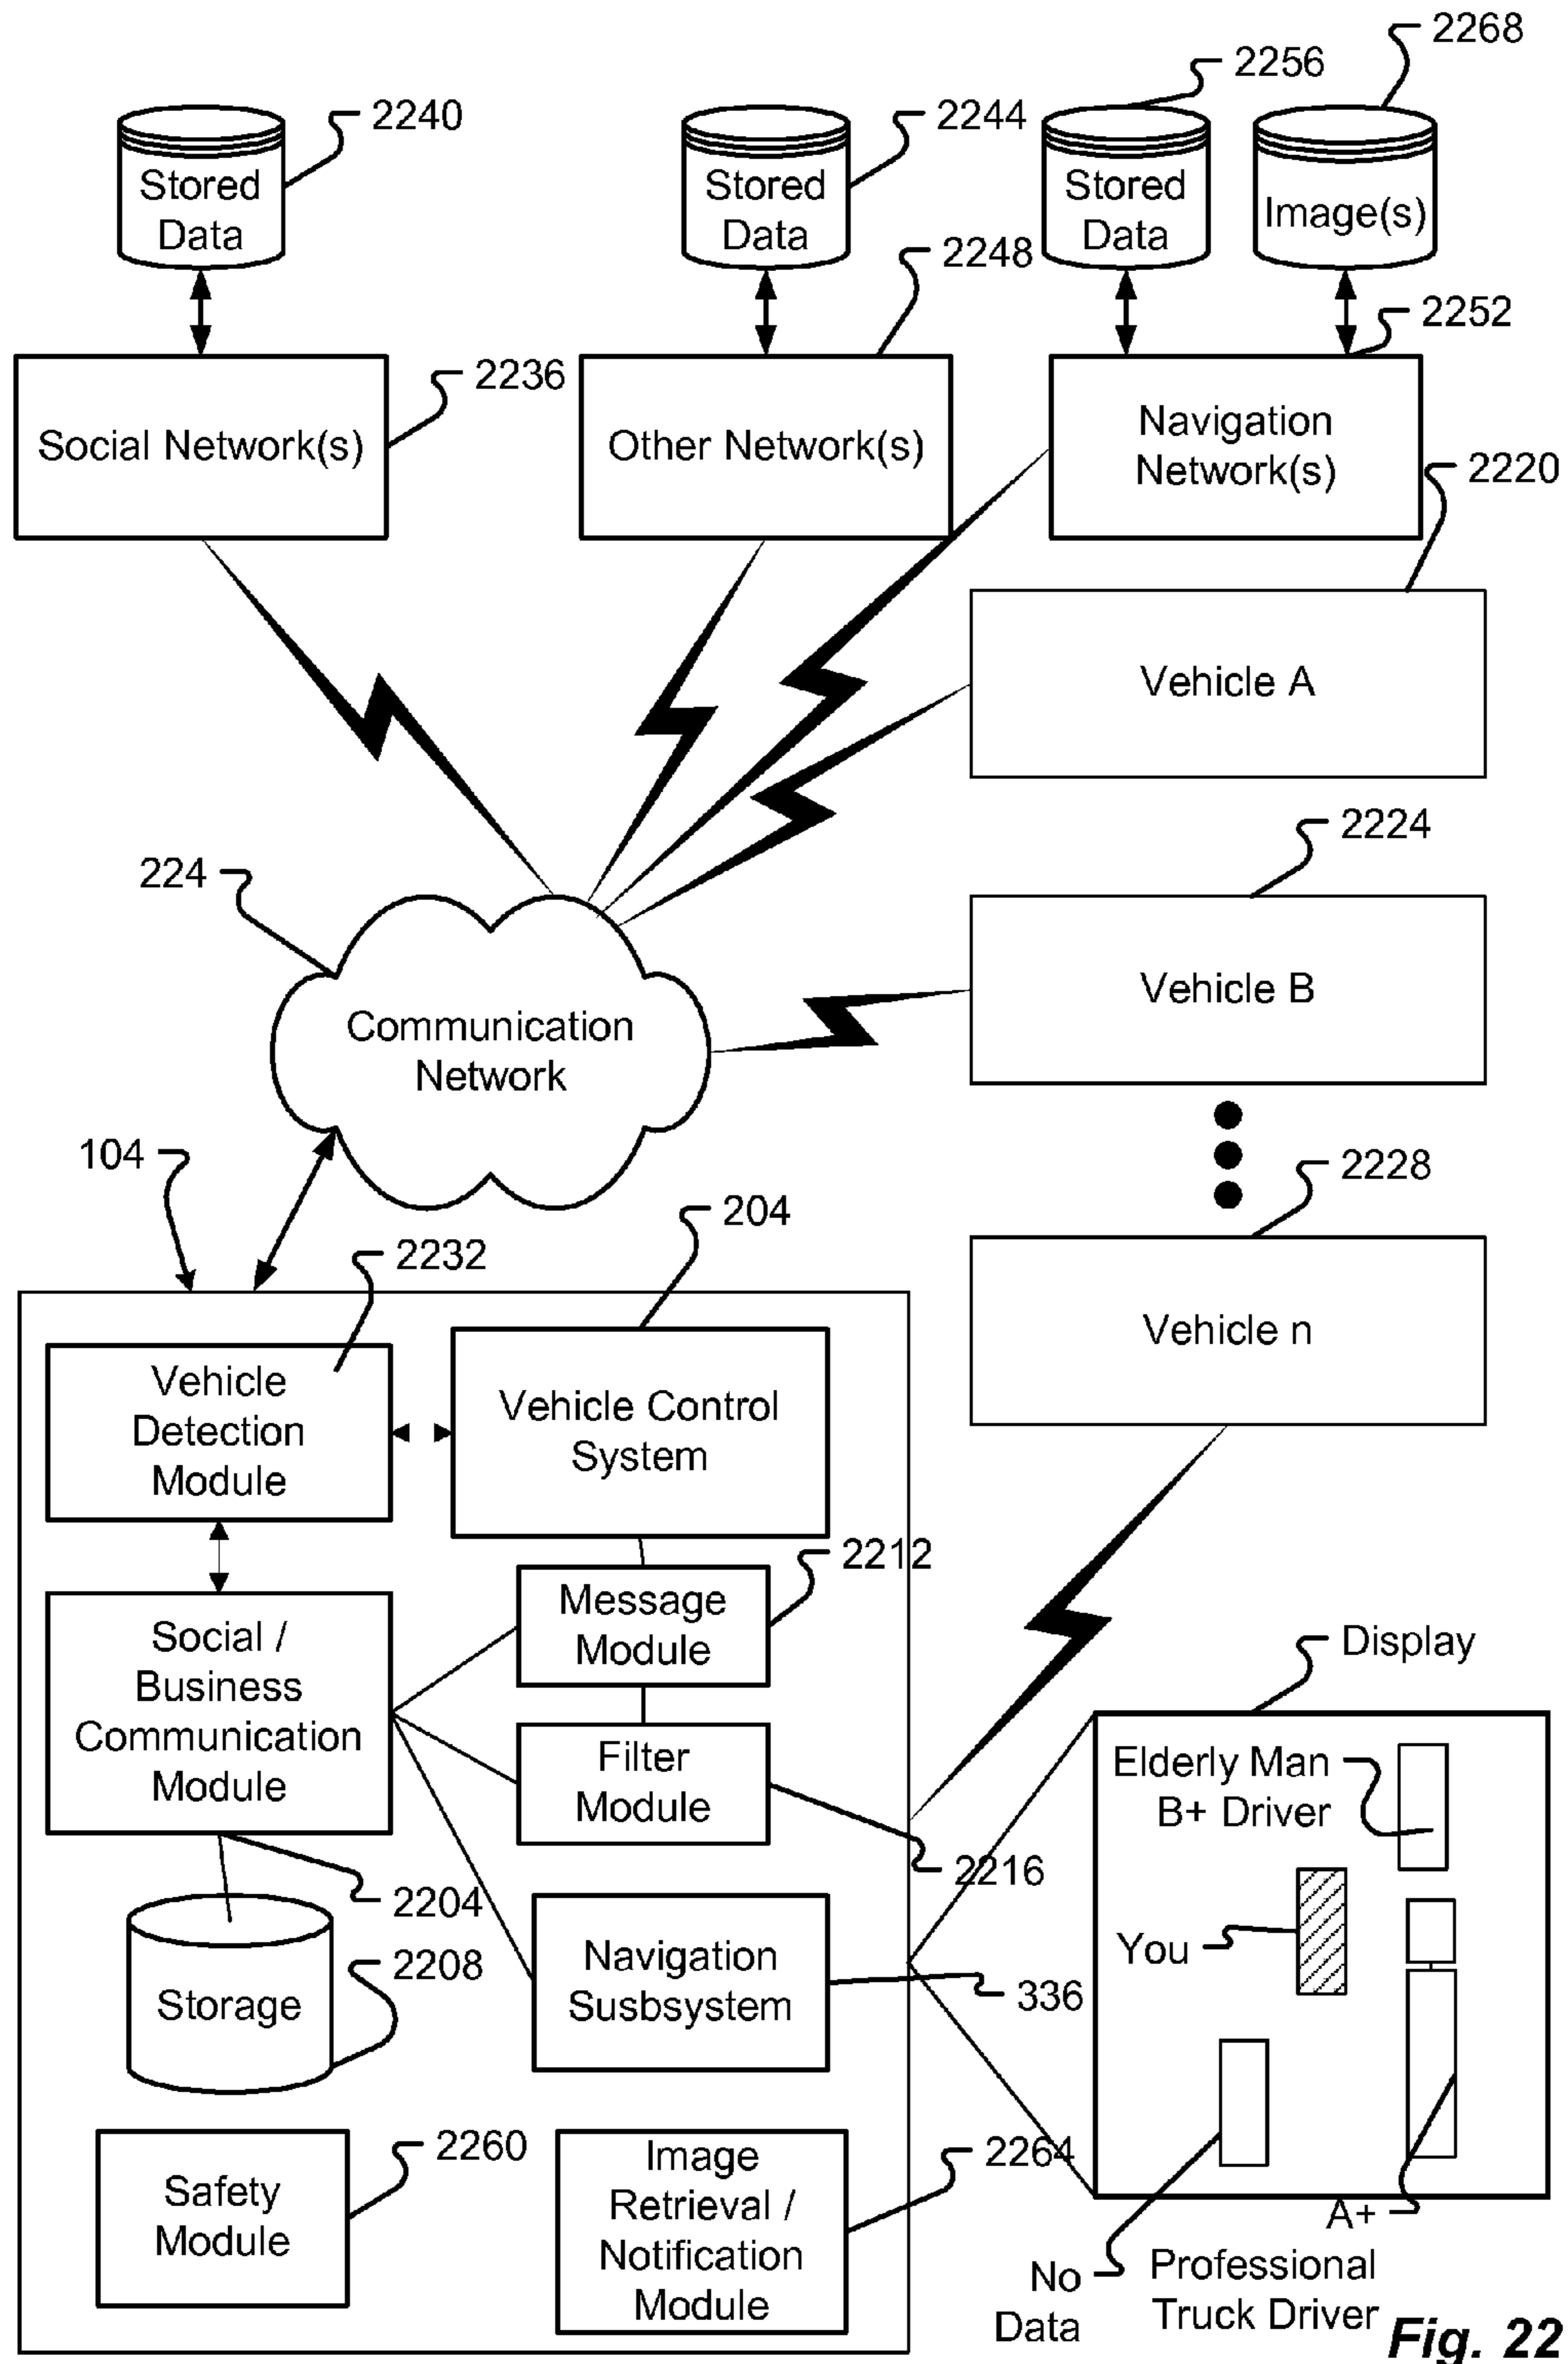 2268
2256
2240
2244
Stored
Data
Stored
Data
Stored
Data
Image(s)
2248
2252
2236
Social Network(s)
Other Network(s)
Navigation
Network(s)
2220
Vehicle A
2224
224
Vehicle B
Communication
Network
104
2228
204
2232
Vehicle n
Vehicle
Detection
Module
Vehicle Control
System
2212
Message
Module
Social /
Business
Communication
Module
Display
Filter
Module
Elderly Man
B+ Driver
2216
2204
You
Navigation
Susbsystem
2208
Storage
336
2260
Image
Retrieval /
Notification
Module
2264
Safety
Module
A+
Professional
Truck Driver
No
Data
Fig. 22